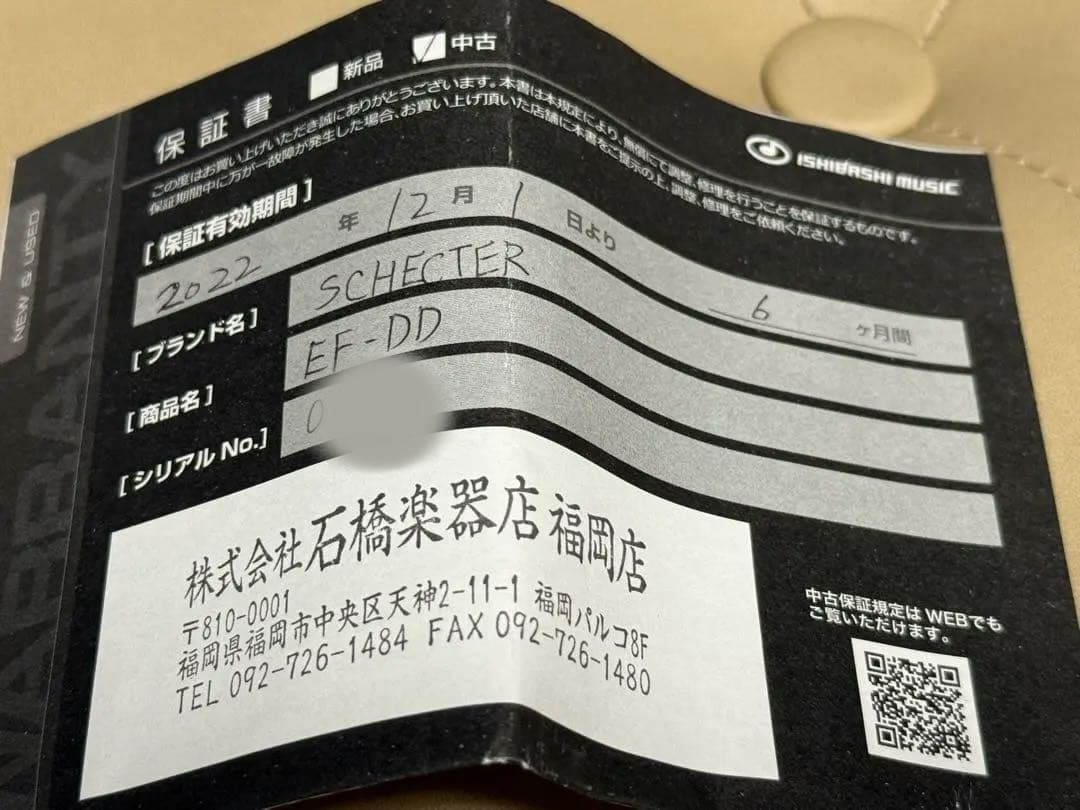 NEW & USED
WARRANTY
保証書 新品 中古
ISHIBASHI MUSIC
この度はお買い上げいただき誠にありがとうございます。本書は本規定により、無償にて調整、修理を行うことを保証するものです。
保証期間中に万が一故障が発生した場合、お買い上げ頂いた店舗に本書をご提示の上、調整、修理をご依頼ください。
[保証有効期間]
2022 年 12 月 1 日より 6 ヶ月間
[ブランド名] SCHECTER
[商品名] EF-DD
[シリアルNo.] 0
株式会社石橋楽器店福岡店
〒810-0001
福岡県福岡市中央区天神2-11-1 福岡パルコ8F
TEL 092-726-1484 FAX 092-726-1480
中古保証規定はWEBでも
ご覧いただけます。